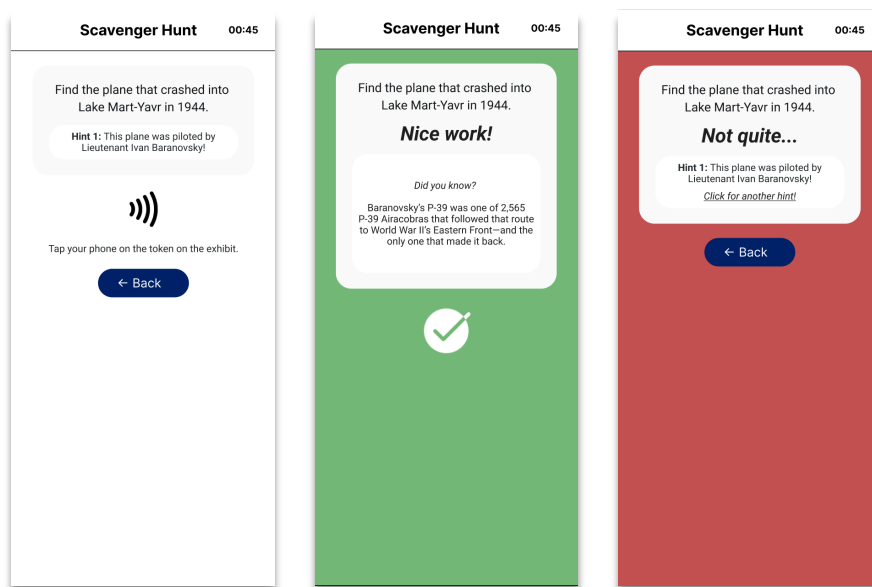 Scavenger Hunt 00:45
Find the plane that crashed into
Lake Mart-Yavr in 1944.
Hint 1: This plane was piloted by
Lieutenant Ivan Baranovsky!
Tap your phone on the token on the exhibit.
← Back
Scavenger Hunt 00:45
Find the plane that crashed into
Lake Mart-Yavr in 1944.
Nice work!
Did you know?
Baranovsky's P-39 was one of 2,565
P-39 Airacobras that followed that route
to World War II's Eastern Front—and the
only one that made it back.
Scavenger Hunt 00:45
Find the plane that crashed into
Lake Mart-Yavr in 1944.
Not quite...
Hint 1: This plane was piloted by
Lieutenant Ivan Baranovsky!
Click for another hint!
← Back